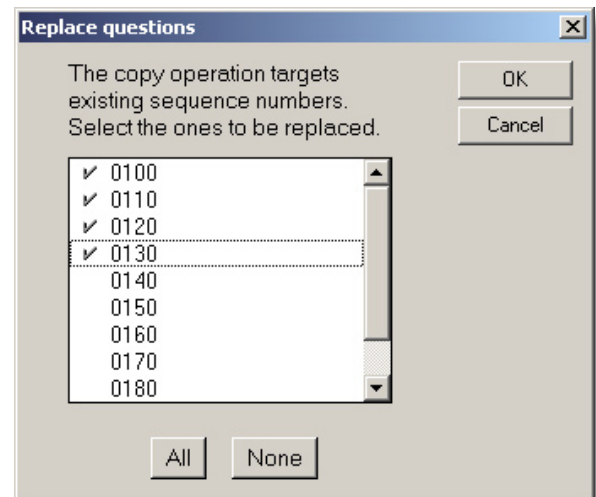 Replace questions
The copy operation targets
existing sequence numbers.
Select the ones to be replaced.
OK
Cancel
0100
0110
0120
0130
0140
0150
0160
0170
0180
All
None